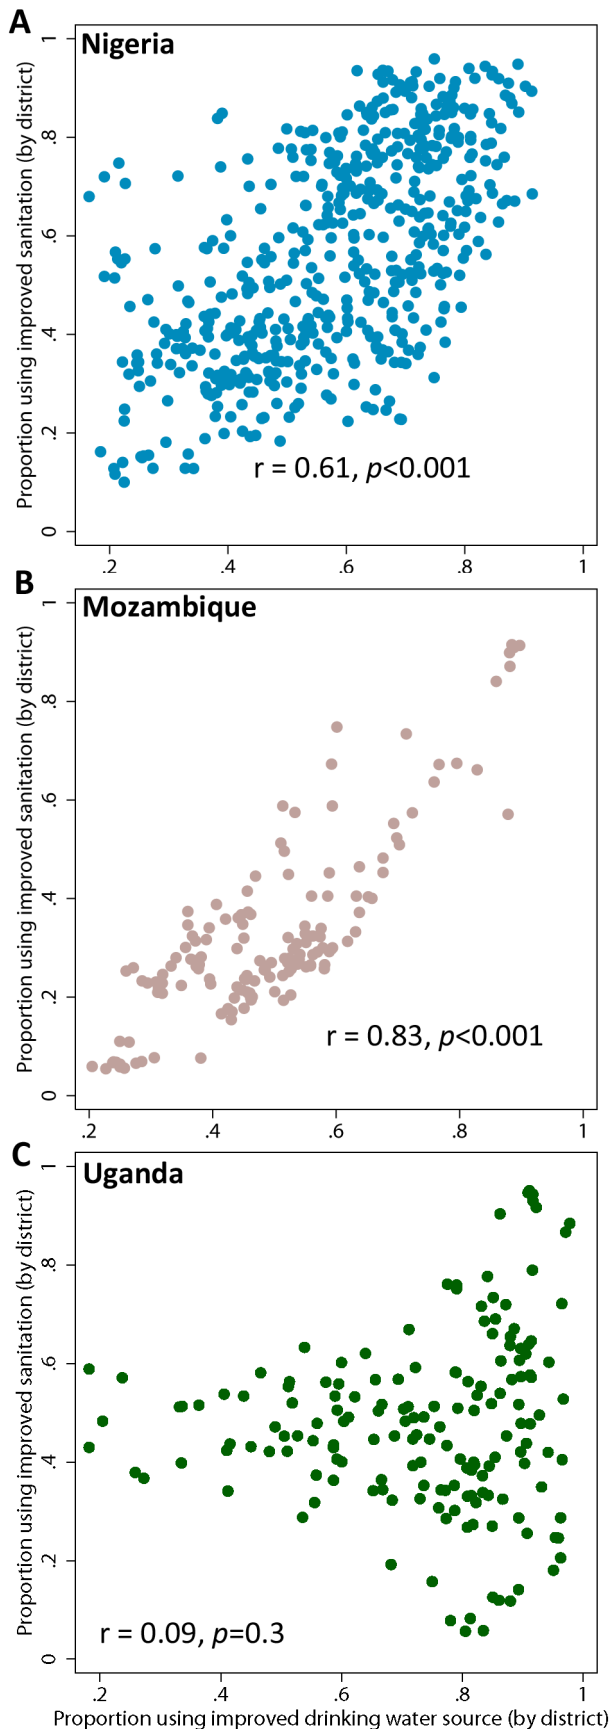 A
Nigeria
Proportion using improved sanitation (by district)
1
.8
.6
.4
.2
0
r = 0.61, p<0.001
.2 .4 .6 .8 1
B
Mozambique
Proportion using improved sanitation (by district)
1
.8
.6
.4
.2
0
r = 0.83, p<0.001
.2 .4 .6 .8 1
C
Uganda
Proportion using improved sanitation (by district)
1
.8
.6
.4
.2
0
r = 0.09, p=0.3
.2 .4 .6 .8 1
Proportion using improved drinking water source (by district)